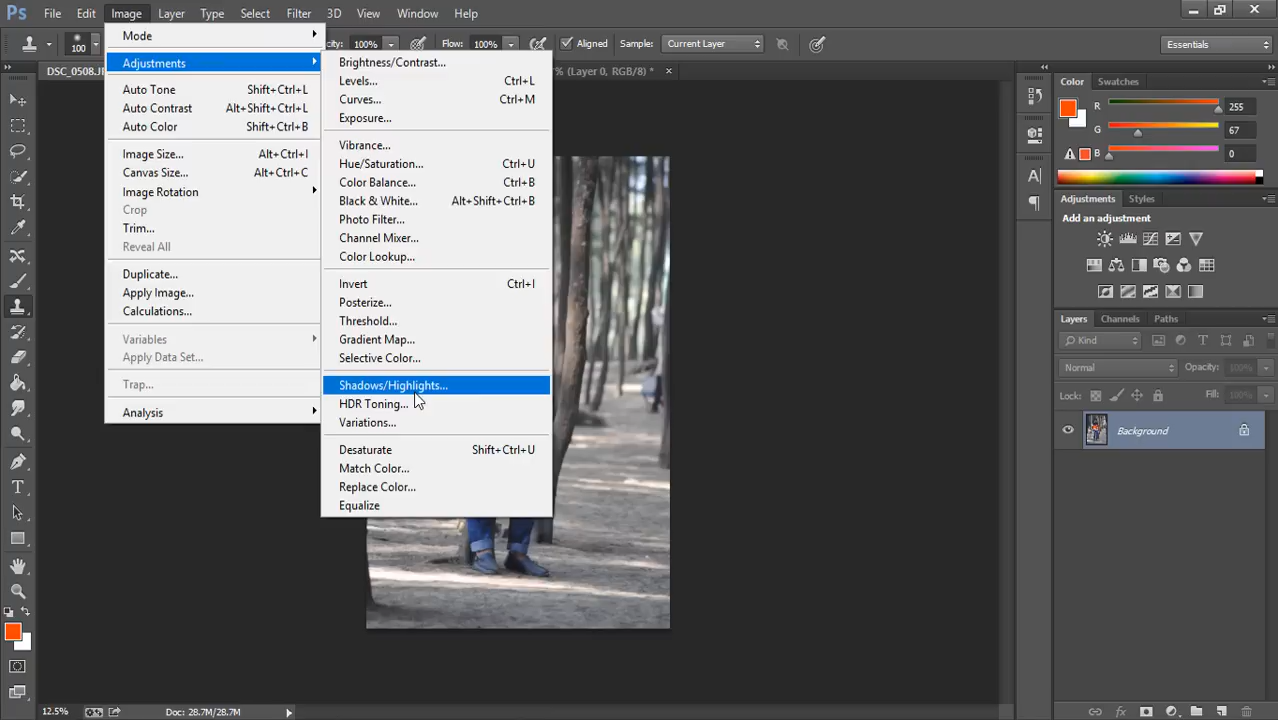 Ps File Edit Image Layer Type Select Filter 3D View Window Help
100 100% Flow: 100% Aligned Sample: Current Layer Essentials
DSC_0508.J % (Layer 0, RGB/8) * ×
Mode
Adjustments
Auto Tone Shift+Ctrl+L
Auto Contrast Alt+Shift+Ctrl+L
Auto Color Shift+Ctrl+B
Image Size... Alt+Ctrl+I
Canvas Size... Alt+Ctrl+C
Image Rotation
Crop
Trim...
Reveal All
Duplicate...
Apply Image...
Calculations...
Variables
Apply Data Set...
Trap...
Analysis
Brightness/Contrast...
Levels... Ctrl+L
Curves... Ctrl+M
Exposure...
Vibrance...
Hue/Saturation... Ctrl+U
Color Balance... Ctrl+B
Black & White... Alt+Shift+Ctrl+B
Photo Filter...
Channel Mixer...
Color Lookup...
Invert Ctrl+I
Posterize...
Threshold...
Gradient Map...
Selective Color...
Shadows/Highlights...
HDR Toning...
Variations...
Desaturate Shift+Ctrl+U
Match Color...
Replace Color...
Equalize
Color Swatches
R 255
G 67
B 0
Adjustments Styles
Add an adjustment
Layers Channels Paths
Kind
Normal Opacity:
Lock: Fill:
Background
12.5% Doc: 28.7M/28.7M